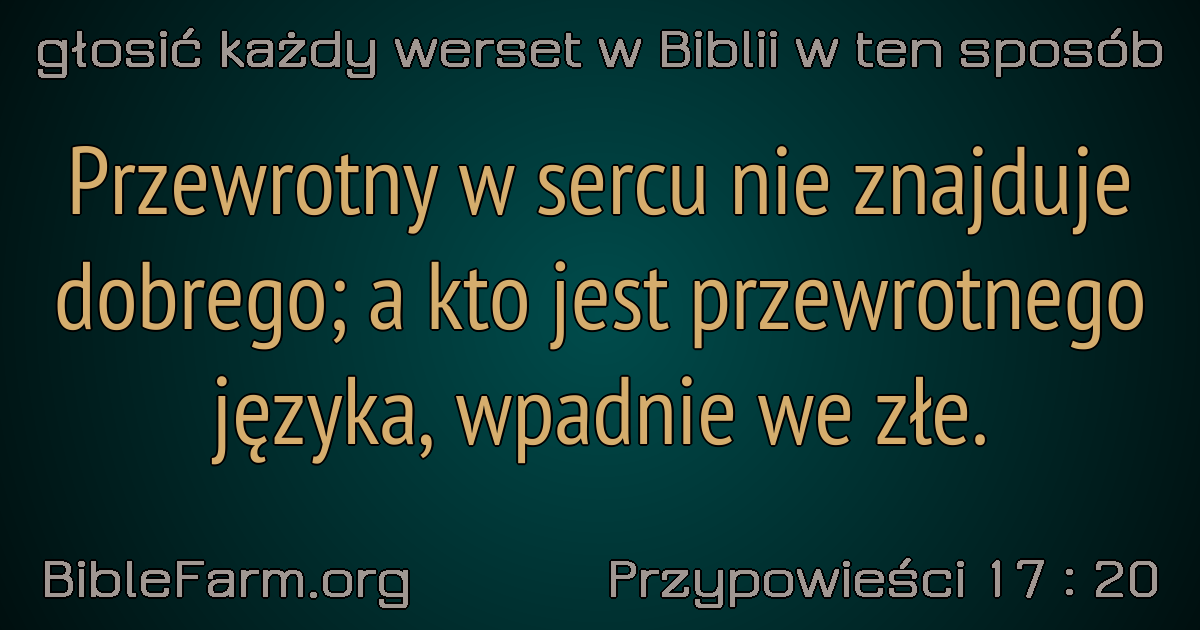 głosić każdy werset w Biblii w ten sposób
Przewrotny w sercu nie znajduje
dobrego; a kto jest przewrotnego
języka, wpadnie we złe.
BibleFarm.org
Przypowieści 17 : 20